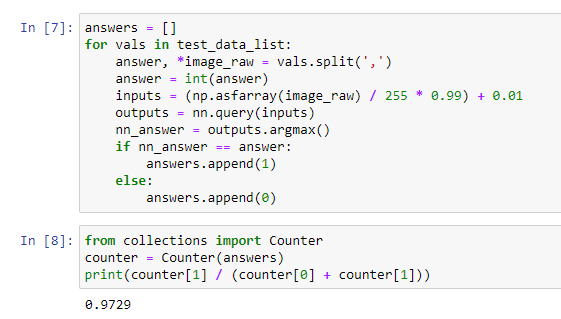 In [7]: answers = []
for vals in test_data_list:
    answer, *image_raw = vals.split(',')
    answer = int(answer)
    inputs = (np.asfarray(image_raw) / 255 * 0.99) + 0.01
    outputs = nn.query(inputs)
    nn_answer = outputs.argmax()
    if nn_answer == answer:
        answers.append(1)
    else:
        answers.append(0)
In [8]: from collections import Counter
counter = Counter(answers)
print(counter[1] / (counter[0] + counter[1]))
0.9729